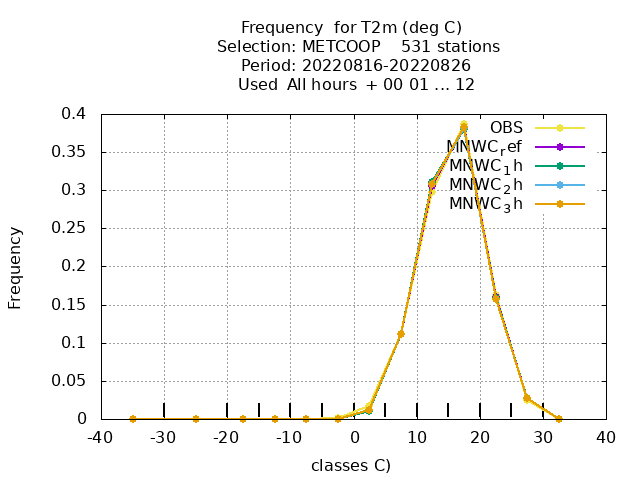 Frequency  for T2m (deg C)
Selection: METCOOP    531 stations
Period: 20220816-20220826
Used  All hours  + 00 01 ... 12
0.4
0.35
0.3
0.25
0.2
0.15
0.1
0.05
0
Frequency
OBS
MNWC_ref
MNWC_1h
MNWC_2h
MNWC_3h
-40 -30 -20 -10 0 10 20 30 40
classes C)